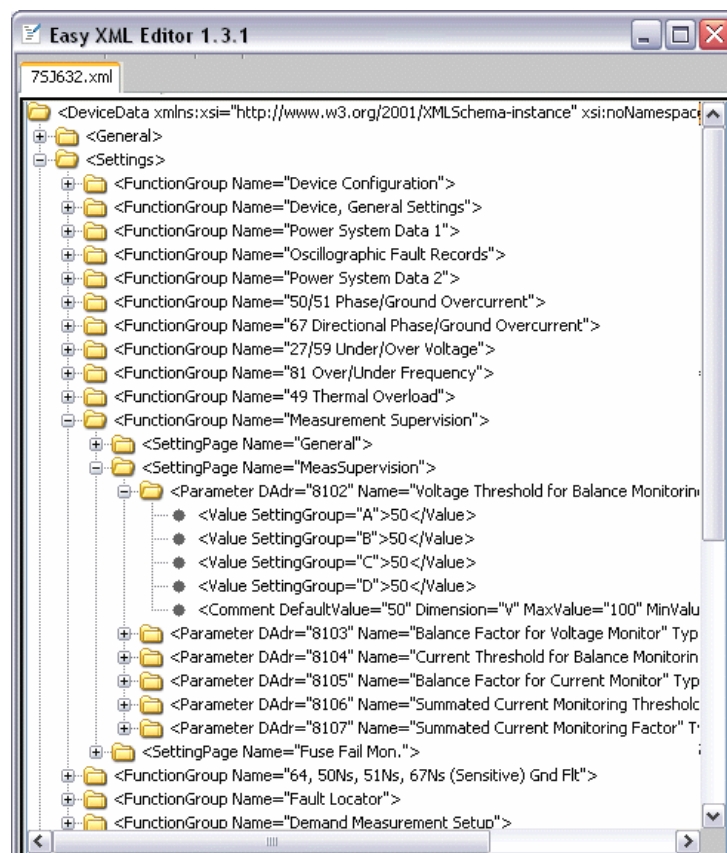 Easy XML Editor 1.3.1
7SJ632.xml
<DeviceData xmlns:xsi="http://www.w3.org/2001/XMLSchema-instance" xsi:noNamespac
<General>
<Settings>
<FunctionGroup Name="Device Configuration">
<FunctionGroup Name="Device, General Settings">
<FunctionGroup Name="Power System Data 1">
<FunctionGroup Name="Oscillographic Fault Records">
<FunctionGroup Name="Power System Data 2">
<FunctionGroup Name="50/51 Phase/Ground Overcurrent">
<FunctionGroup Name="67 Directional Phase/Ground Overcurrent">
<FunctionGroup Name="27/59 Under/Over Voltage">
<FunctionGroup Name="81 Over/Under Frequency">
<FunctionGroup Name="49 Thermal Overload">
<FunctionGroup Name="Measurement Supervision">
<SettingPage Name="General">
<SettingPage Name="MeasSupervision">
<Parameter DAdr="8102" Name="Voltage Threshold for Balance Monitorin
<Value SettingGroup="A">50</Value>
<Value SettingGroup="B">50</Value>
<Value SettingGroup="C">50</Value>
<Value SettingGroup="D">50</Value>
<Comment DefaultValue="50" Dimension="V" MaxValue="100" MinValu
<Parameter DAdr="8103" Name="Balance Factor for Voltage Monitor" Typ
<Parameter DAdr="8104" Name="Current Threshold for Balance Monitorin
<Parameter DAdr="8105" Name="Balance Factor for Current Monitor" Typ
<Parameter DAdr="8106" Name="Summated Current Monitoring Threshold
<Parameter DAdr="8107" Name="Summated Current Monitoring Factor" T
<SettingPage Name="Fuse Fail Mon.">
<FunctionGroup Name="64, 50Ns, 51Ns, 67Ns (Sensitive) Gnd Flt">
<FunctionGroup Name="Fault Locator">
<FunctionGroup Name="Demand Measurement Setup">